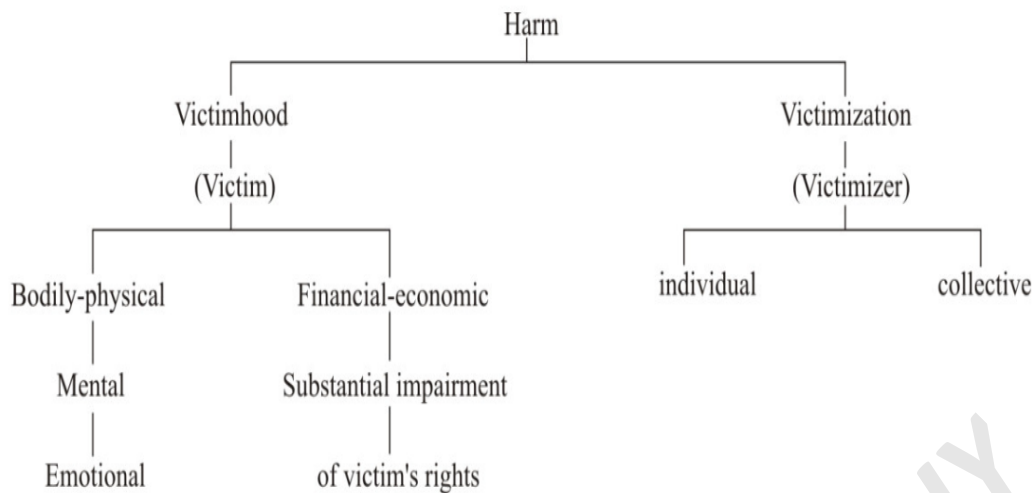 Harm
Victimhood Victimization
(Victim) (Victimizer)
Bodily-physical Financial-economic individual collective
Mental Substantial impairment
Emotional of victim's rights